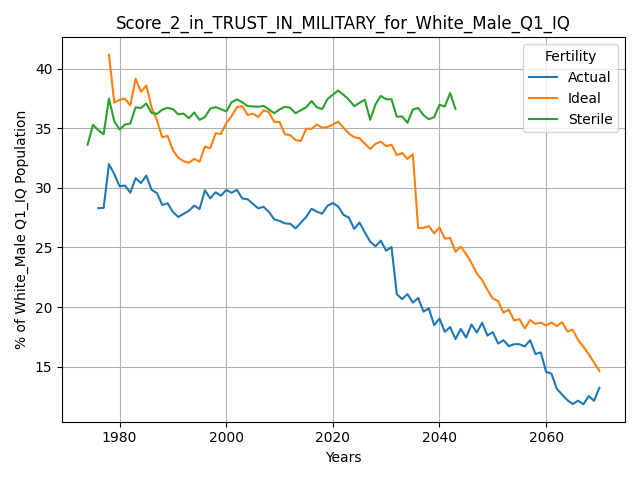 Score_2_in_TRUST_IN_MILITARY_for_White_Male_Q1_IQ
% of White_Male Q1_IQ Population
40
35
30
25
20
15
Fertility
Actual
Ideal
Sterile
1980
2000
2020
2040
2060
Years